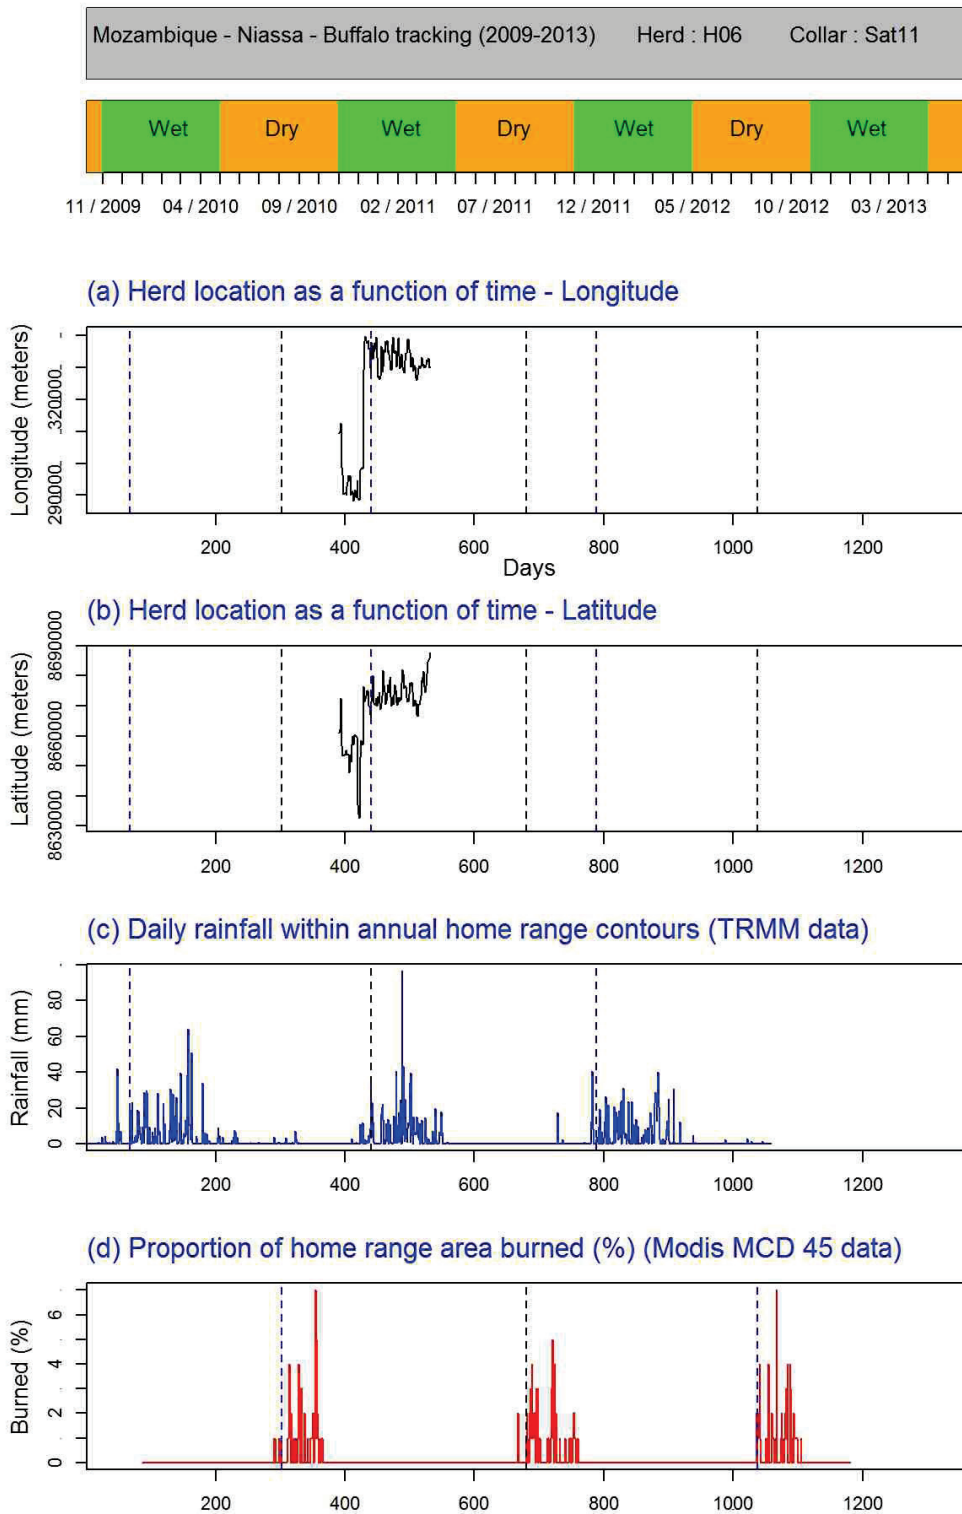 Mozambique - Niassa - Buffalo tracking (2009-2013) Herd : H06 Collar : Sat11
Wet Dry Wet Dry Wet Dry Wet
11 / 2009 04 / 2010 09 / 2010 02 / 2011 07 / 2011 12 / 2011 05 / 2012 10 / 2012 03 / 2013
(a) Herd location as a function of time - Longitude
Longitude (meters)
320000
290000
200 400 600 800 1000 1200
Days
(b) Herd location as a function of time - Latitude
Latitude (meters)
8690000
8660000
8630000
200 400 600 800 1000 1200
(c) Daily rainfall within annual home range contours (TRMM data)
Rainfall (mm)
80
60
40
20
0
200 400 600 800 1000 1200
(d) Proportion of home range area burned (%) (Modis MCD 45 data)
Burned (%)
6
4
2
0
200 400 600 800 1000 1200